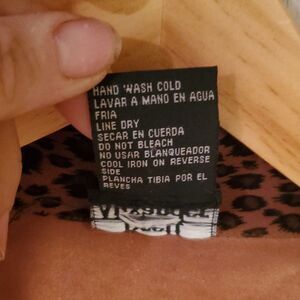 HAND WASH COLD
LAVAR A MANO EN AGUA
FRIA
LINE DRY
SECAR EN CUERDA
DO NOT BLEACH
NO USAR BLANQUEADOR
COOL IRON ON REVERSE
SIDE
PLANCHA TIBIA POR EL
REVES